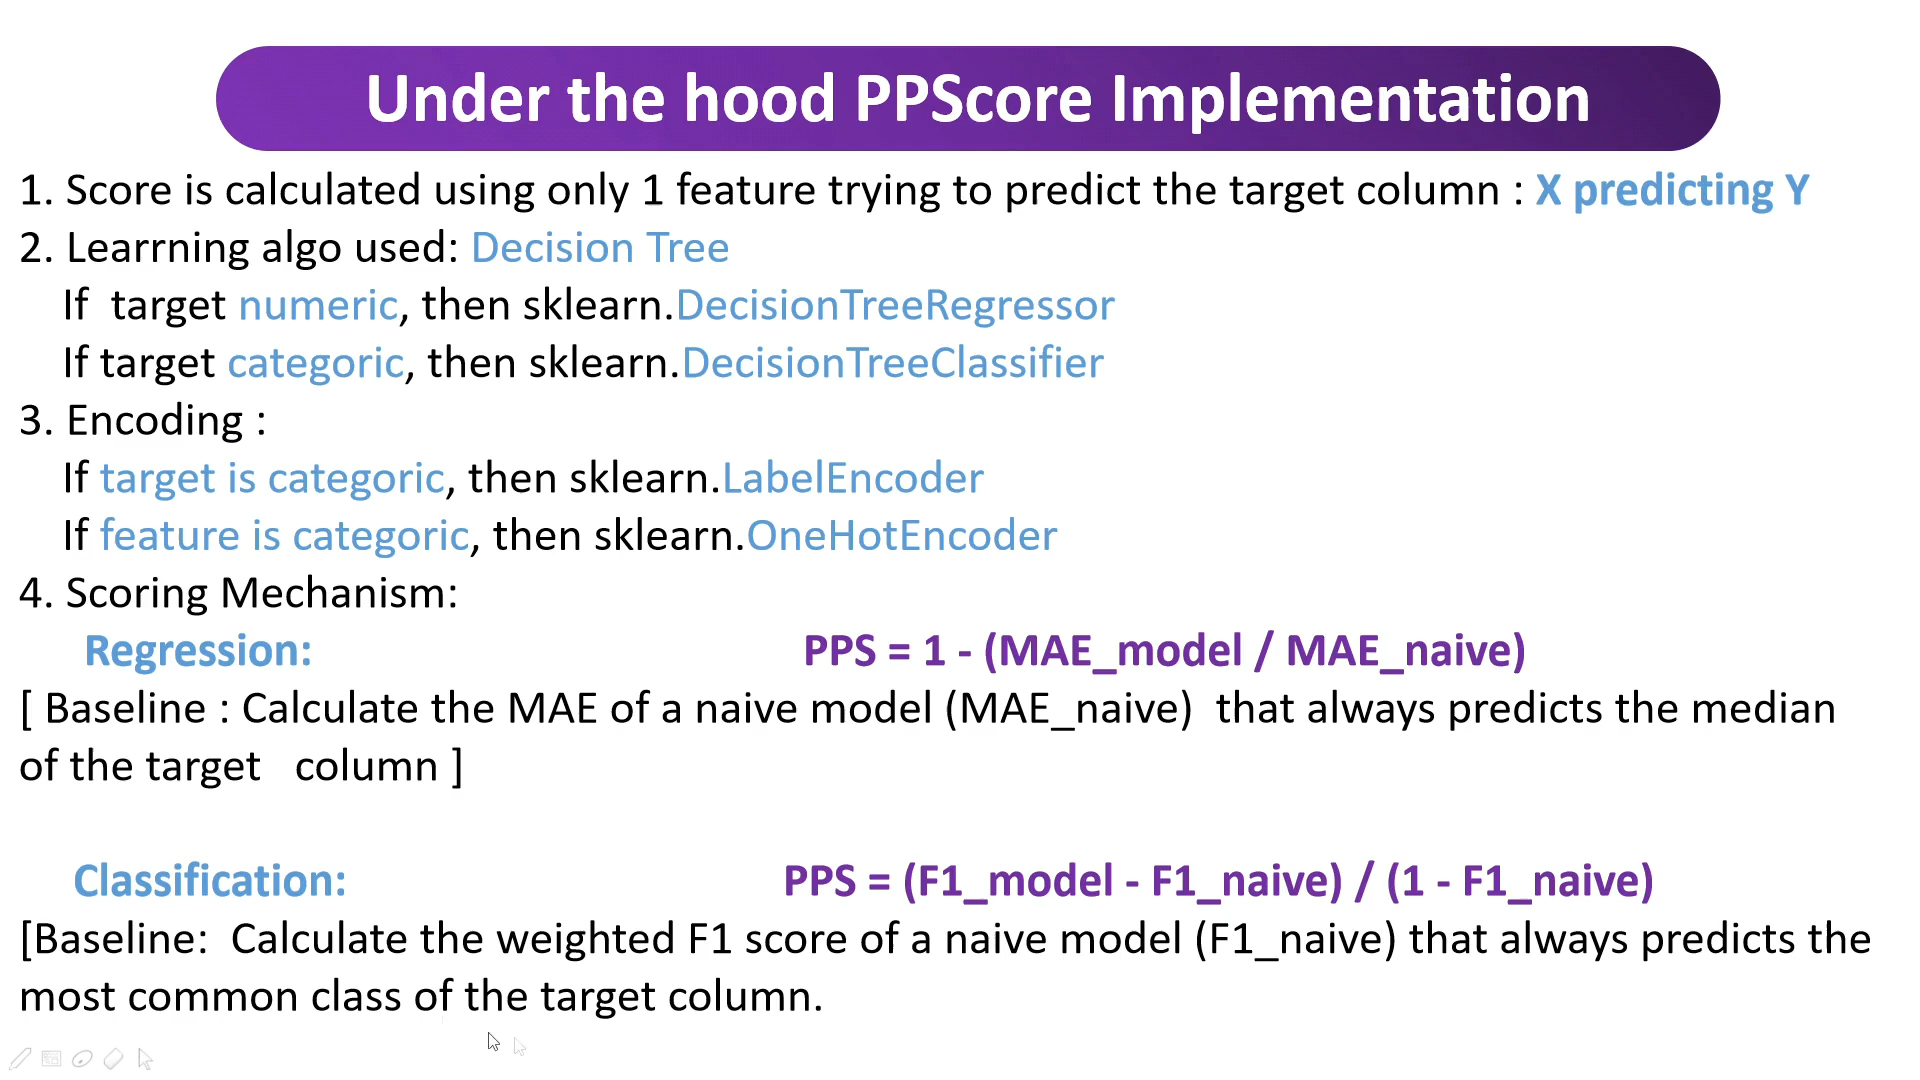 Under the hood PPScore Implementation
1. Score is calculated using only 1 feature trying to predict the target column : X predicting Y
2. Learrning algo used: Decision Tree
If  target numeric, then sklearn.DecisionTreeRegressor
If target categoric, then sklearn.DecisionTreeClassifier
3. Encoding :
If target is categoric, then sklearn.LabelEncoder
If feature is categoric, then sklearn.OneHotEncoder
4. Scoring Mechanism:
Regression: PPS = 1 - (MAE_model / MAE_naive)
[ Baseline : Calculate the MAE of a naive model (MAE_naive)  that always predicts the median
of the target   column ]
Classification: PPS = (F1_model - F1_naive) / (1 - F1_naive)
[Baseline:  Calculate the weighted F1 score of a naive model (F1_naive) that always predicts the
most common class of the target column.